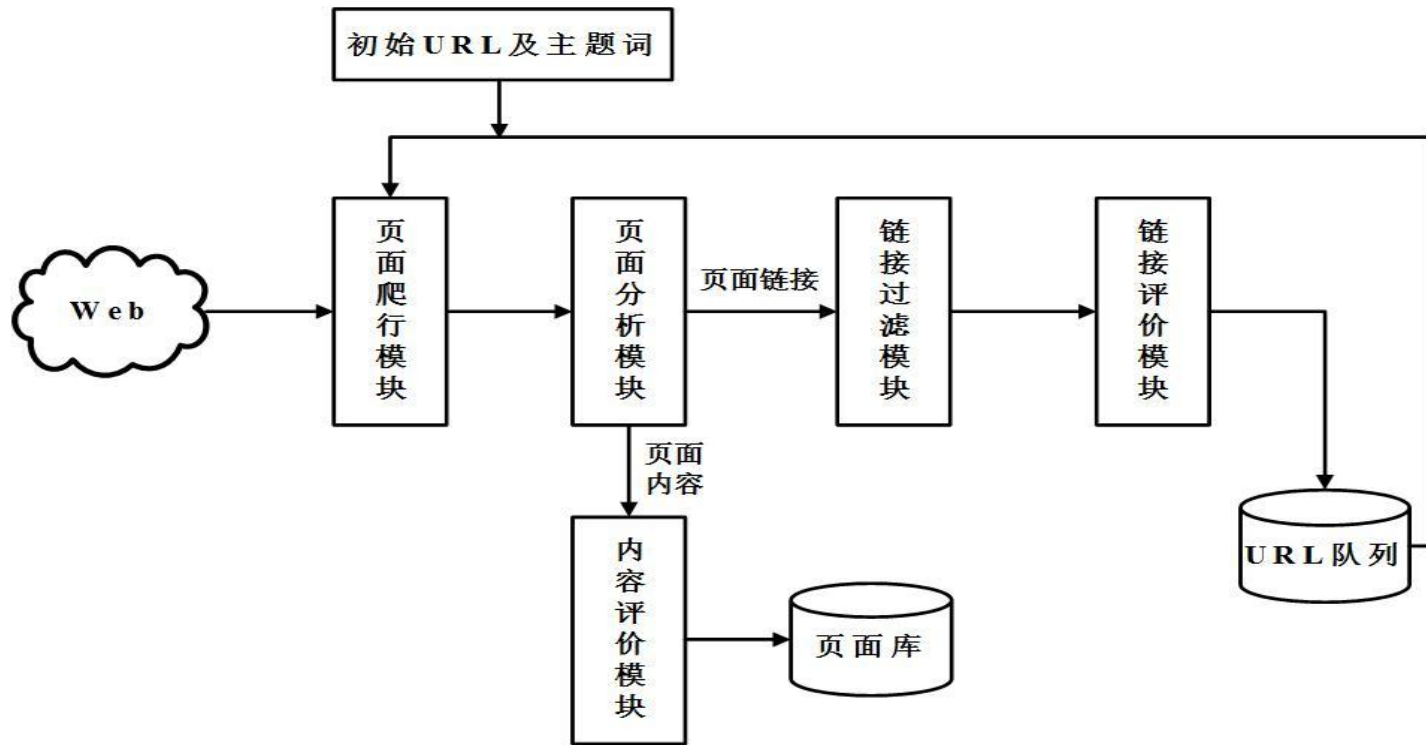 初始URL及主题词
Web
页面爬行模块
页面分析模块
页面链接
链接过滤模块
链接评价模块
页面
内容
URL队列
内容评价模块
页面库